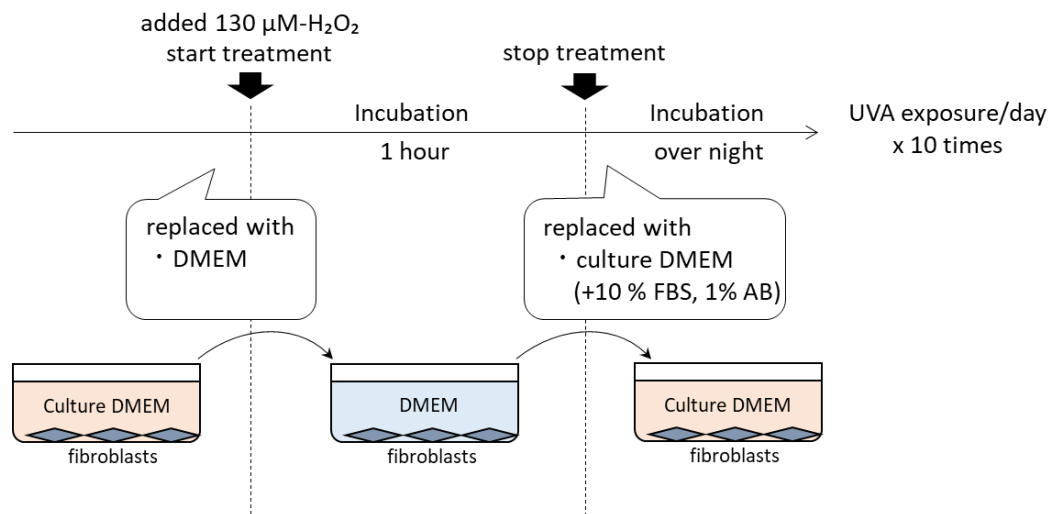 added 130 μM-H₂O₂
start treatment
stop treatment
Incubation
1 hour
Incubation
over night
UVA exposure/day
x 10 times
replaced with
・ DMEM
replaced with
・ culture DMEM
(+10 % FBS, 1% AB)
Culture DMEM
fibroblasts
DMEM
fibroblasts
Culture DMEM
fibroblasts